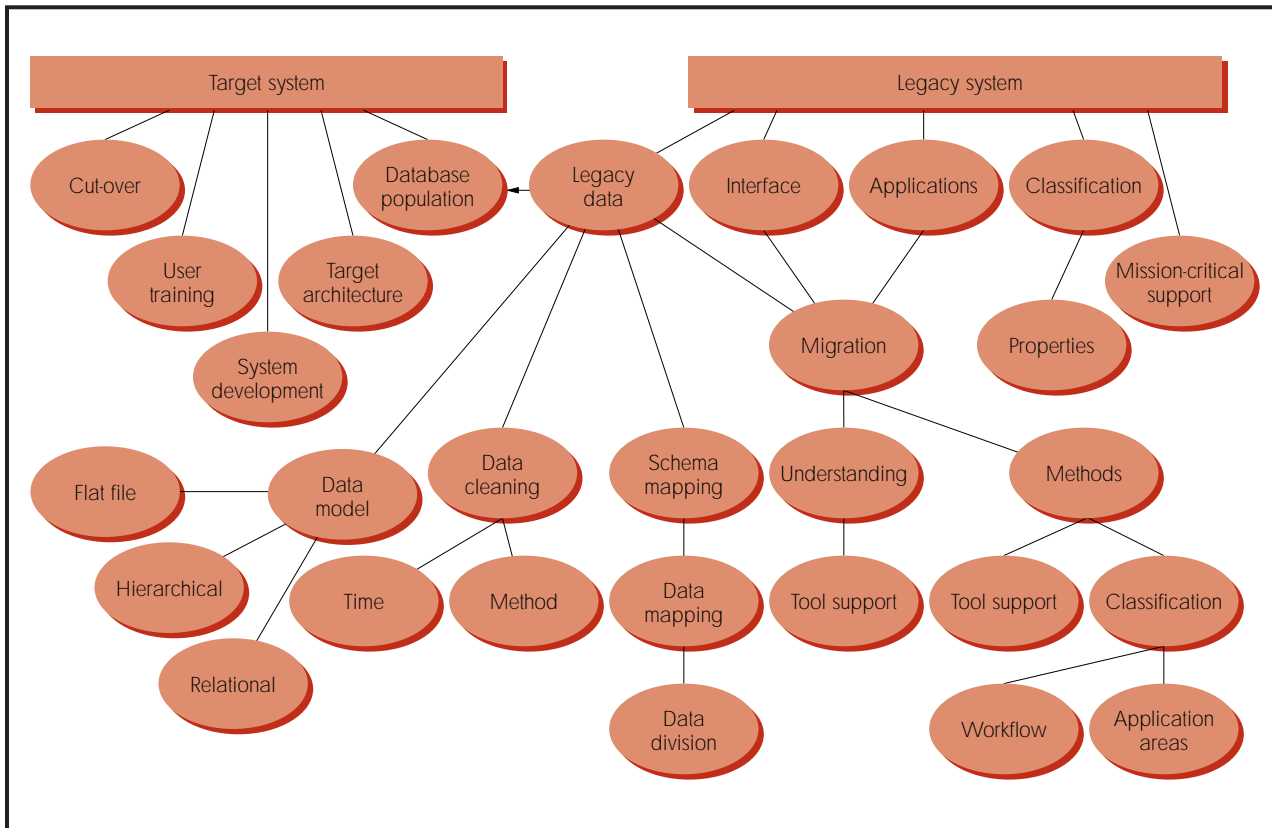 Target system
Legacy system
Cut-over
Database
population
Legacy
data
Interface
Applications
Classification
User
training
Target
architecture
Mission-critical
support
System
development
Migration
Properties
Flat file
Data
model
Data
cleaning
Schema
mapping
Understanding
Methods
Hierarchical
Time
Method
Data
mapping
Tool support
Tool support
Classification
Relational
Data
division
Workflow
Application
areas